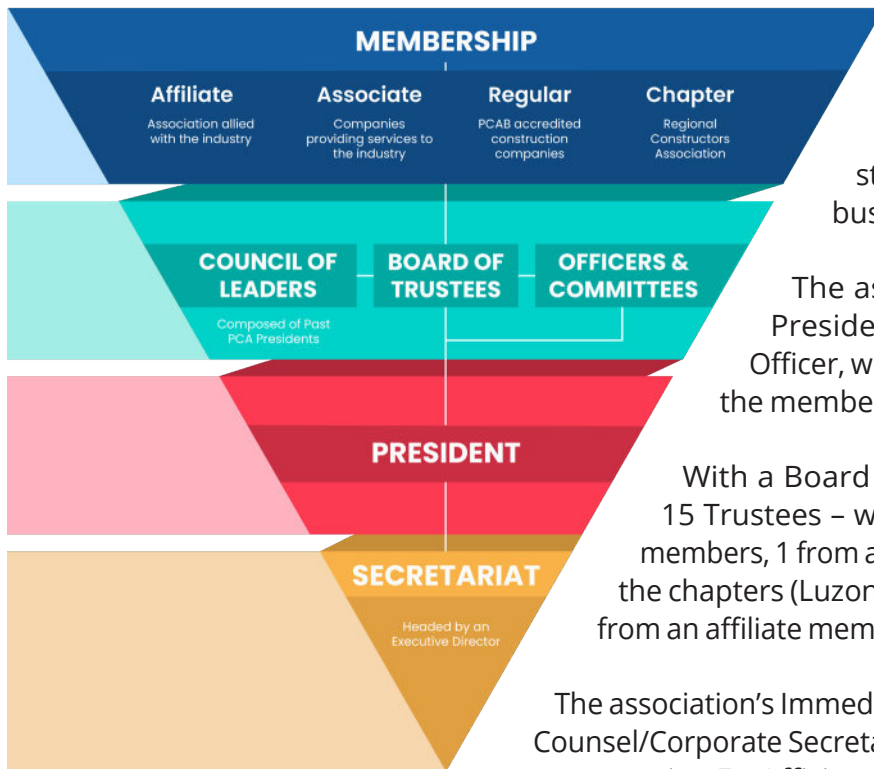 MEMBERSHIP
Affiliate
Association allied
with the industry
Associate
Companies
providing services to
the industry
Regular
PCAB accredited
construction
companies
Chapter
Regional
Constructors
Association
COUNCIL OF
LEADERS
Composed of Past
PCA Presidents
BOARD OF
TRUSTEES
OFFICERS &
COMMITTEES
PRESIDENT
SECRETARIAT
Headed by an
Executive Director
st
bus
The as
Preside
Officer, w
the membe
With a Board
15 Trustees – w
members, 1 from a
the chapters (Luzon
from an affiliate mem
The association’s Immed
Counsel/Corporate Secreta